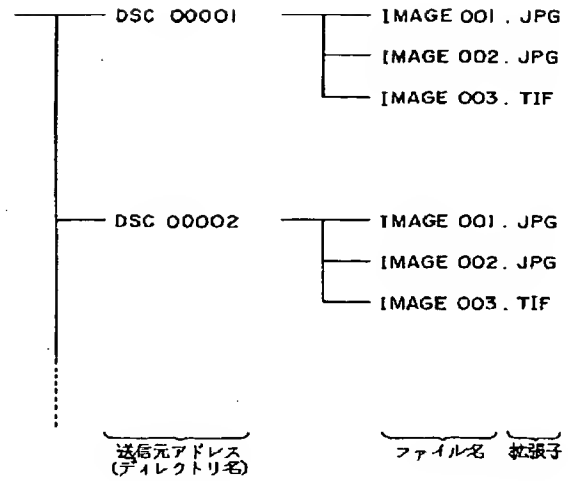 DSC 00001 IMAGE 001 . JPG
IMAGE 002 . JPG
IMAGE 003 . TIF
DSC 00002 IMAGE 001 . JPG
IMAGE 002 . JPG
IMAGE 003 . TIF
送信元アドレス ファイル名 拡張子
(ディレクトリ名)